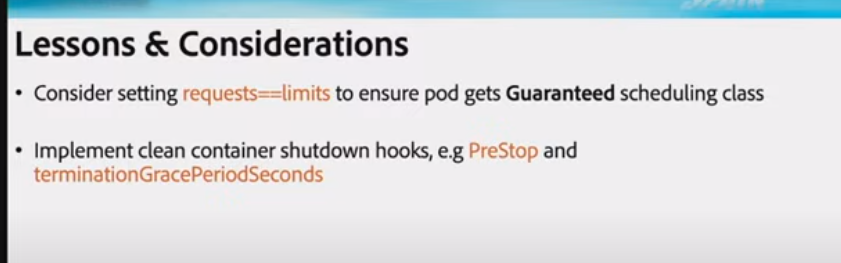 Lessons & Considerations
• Consider setting requests==limits to ensure pod gets Guaranteed scheduling class
• Implement clean container shutdown hooks, e.g PreStop and
terminationGracePeriodSeconds